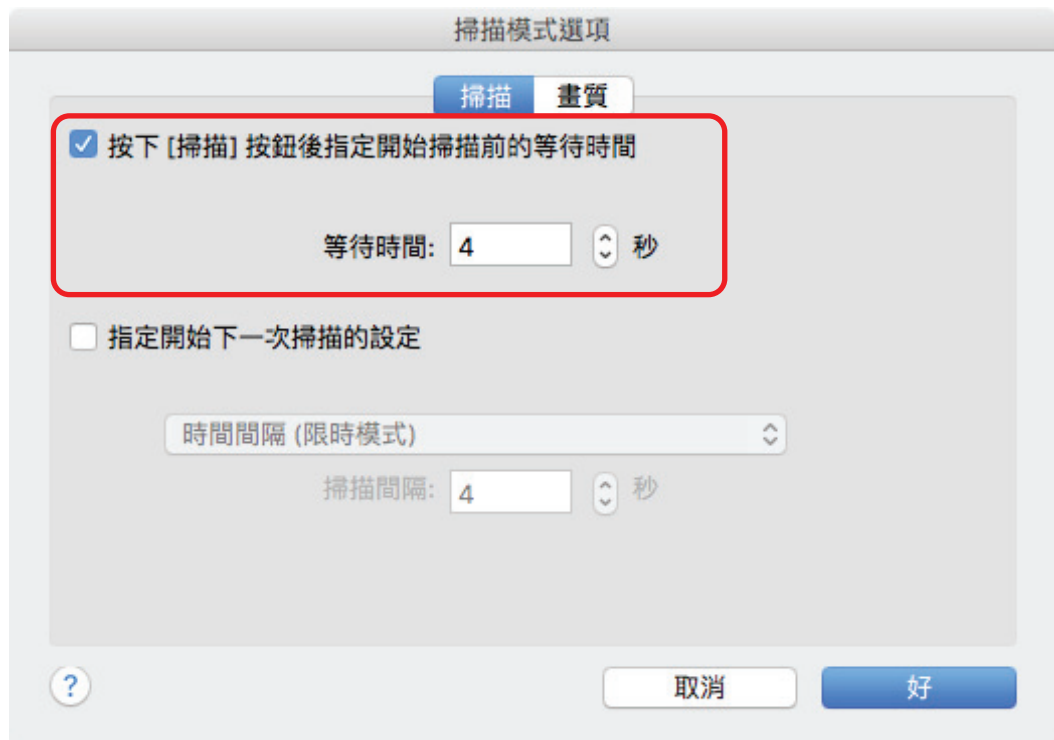 掃描模式選項
掃描 畫質
按下 [掃描] 按鈕後指定開始掃描前的等待時間
等待時間: 4 秒
指定開始下一次掃描的設定
時間間隔 (限時模式)
掃描間隔: 4 秒
? 取消 好